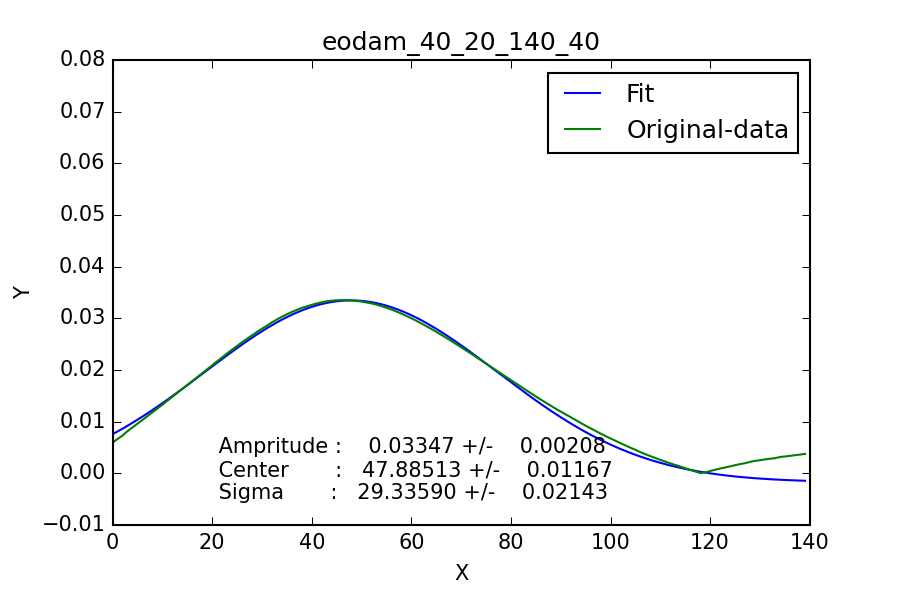 eodam_40_20_140_40
0.08
0.07
0.06
0.05
0.04
0.03
0.02
0.01
0.00
−0.01
Y
Fit
Original-data
Ampritude : 0.03347 +/- 0.00208
Center : 47.88513 +/- 0.01167
Sigma : 29.33590 +/- 0.02143
0 20 40 60 80 100 120 140
X